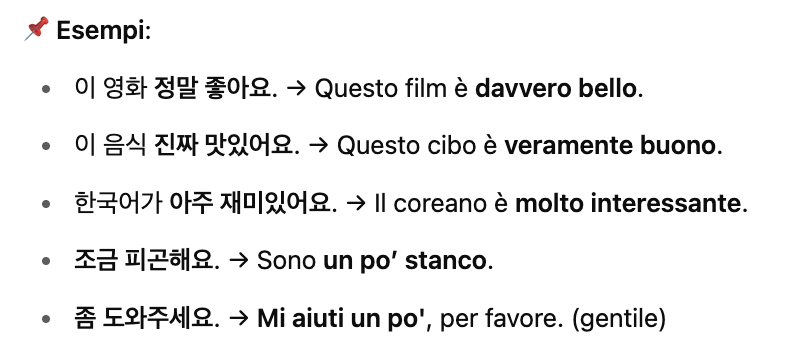 📌 Esempi:
• 이 영화 정말 좋아요. → Questo film è davvero bello.
• 이 음식 진짜 맛있어요. → Questo cibo è veramente buono.
• 한국어가 아주 재미있어요. → Il coreano è molto interessante.
• 조금 피곤해요. → Sono un po’ stanco.
• 좀 도와주세요. → Mi aiuti un po', per favore. (gentile)